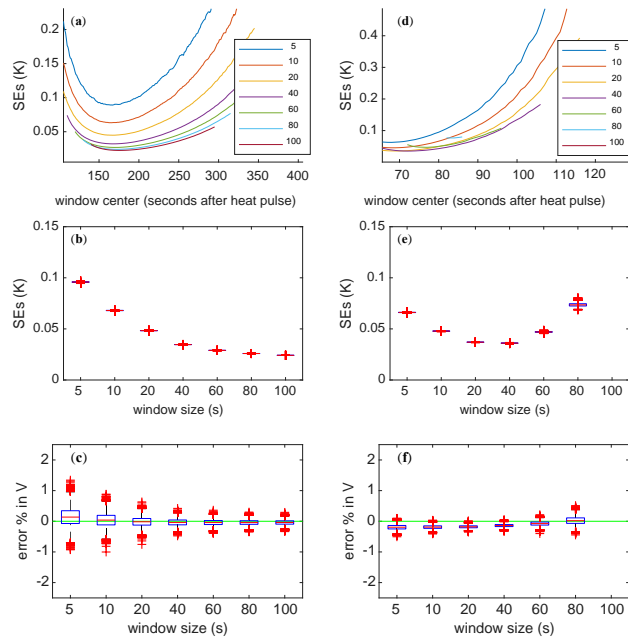 (a)
SEs (K)
0.2
0.15
0.1
0.05
5
10
20
40
60
80
100
150 200 250 300 350 400
window center (seconds after heat pulse)
(d)
SEs (K)
0.4
0.3
0.2
0.1
5
10
20
40
60
80
100
70 80 90 100 110 120
window center (seconds after heat pulse)
(b)
SEs (K)
0.15
0.1
0.05
0
5 10 20 40 60 80 100
window size (s)
(e)
SEs (K)
0.15
0.1
0.05
0
5 10 20 40 60 80 100
window size (s)
(c)
error % in V
2
1
0
-1
-2
5 10 20 40 60 80 100
window size (s)
(f)
error % in V
2
1
0
-1
-2
5 10 20 40 60 80 100
window size (s)